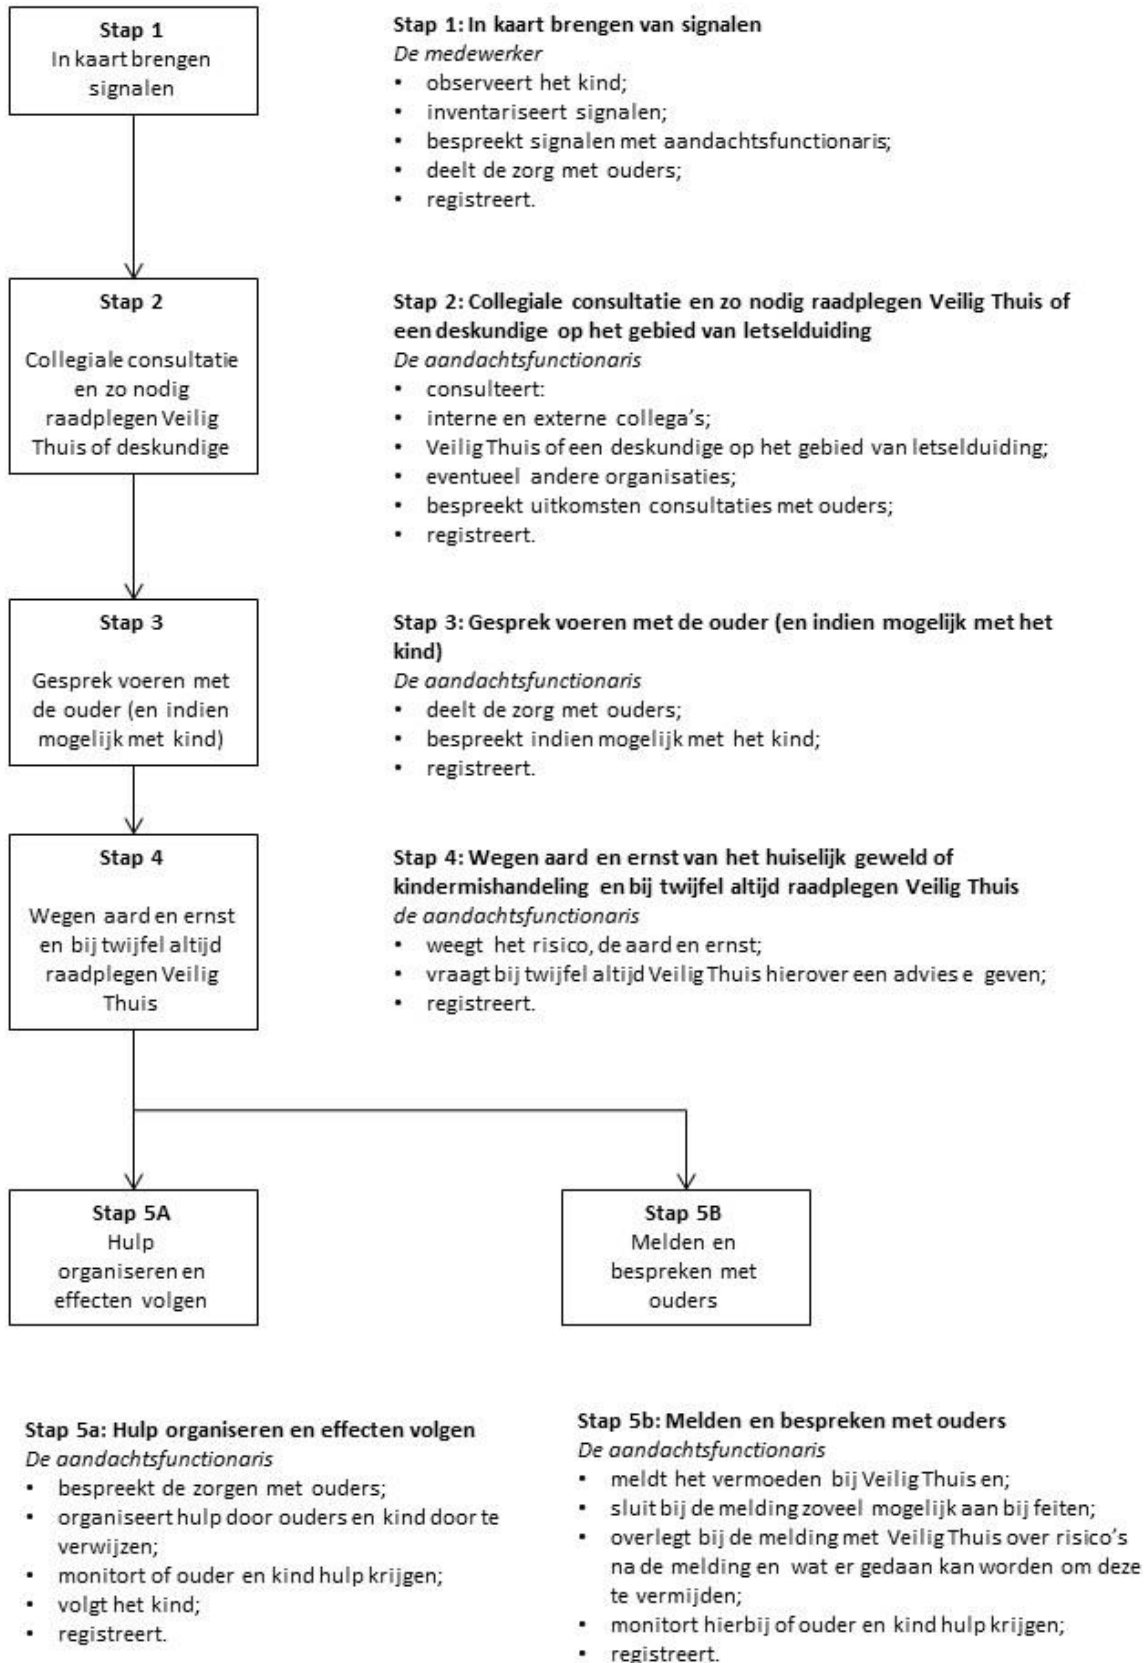 Stap 1
In kaart brengen
signalen
Stap 1: In kaart brengen van signalen
De medewerker
• observeert het kind;
• inventariseert signalen;
• bespreekt signalen met aandachtsfunctionaris;
• deelt de zorg met ouders;
• registreert.
Stap 2
Collegiale consultatie
en zo nodig
raadplegen Veilig
Thuis of deskundige
Stap 2: Collegiale consultatie en zo nodig raadplegen Veilig Thuis of
een deskundige op het gebied van letselduiding
De aandachtsfunctionaris
• consulteert:
• interne en externe collega's;
• Veilig Thuis of een deskundige op het gebied van letselduiding;
• eventueel andere organisaties;
• bespreekt uitkomsten consultaties met ouders;
• registreert.
Stap 3
Gesprek voeren met
de ouder (en indien
mogelijk met kind)
Stap 3: Gesprek voeren met de ouder (en indien mogelijk met het
kind)
De aandachtsfunctionaris
• deelt de zorg met ouders;
• bespreekt indien mogelijk met het kind;
• registreert.
Stap 4
Wegen aard en ernst
en bij twijfel altijd
raadplegen Veilig
Thuis
Stap 4: Wegen aard en ernst van het huiselijk geweld of
kindermishandeling en bij twijfel altijd raadplegen Veilig Thuis
de aandachtsfunctionaris
• weegt het risico, de aard en ernst;
• vraagt bij twijfel altijd Veilig Thuis hierover een advies e geven;
• registreert.
Stap 5A
Hulp
organiseren en
effecten volgen
Stap 5B
Melden en
bespreken met
ouders
Stap 5a: Hulp organiseren en effecten volgen
De aandachtsfunctionaris
• bespreekt de zorgen met ouders;
• organiseert hulp door ouders en kind door te
verwijzen;
• monitort of ouder en kind hulp krijgen;
• volgt het kind;
• registreert.
Stap 5b: Melden en bespreken met ouders
De aandachtsfunctionaris
• meldt het vermoeden bij Veilig Thuis en;
• sluit bij de melding zoveel mogelijk aan bij feiten;
• overlegt bij de melding met Veilig Thuis over risico's
na de melding en wat er gedaan kan worden om deze
te vermijden;
• monitort hierbij of ouder en kind hulp krijgen;
• registreert.